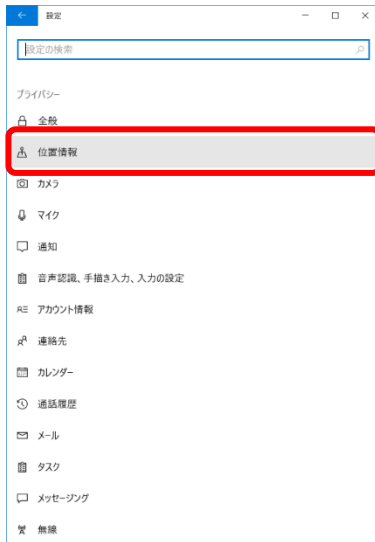 設定
設定の検索
プライバシー
全般
位置情報
カメラ
マイク
通知
音声認識、手描き入力、入力の設定
アカウント情報
連絡先
カレンダー
通話履歴
メール
タスク
メッセージング
無線